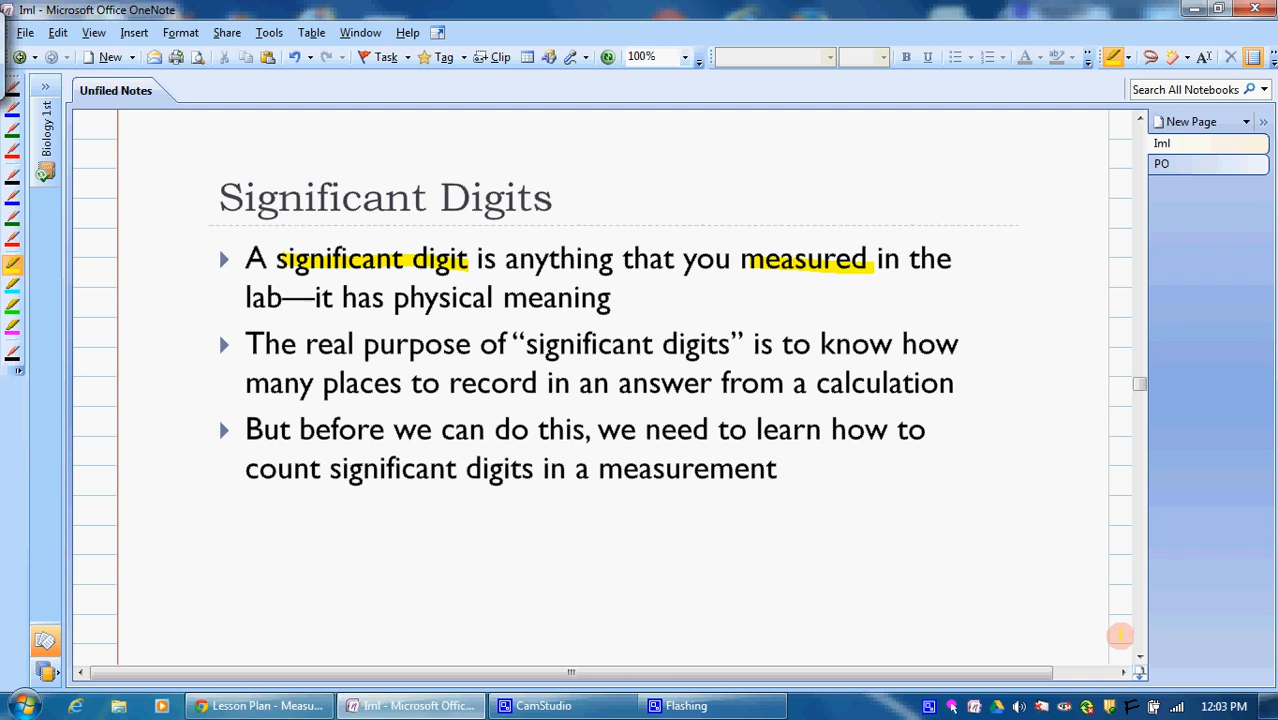 Iml - Microsoft Office OneNote
File Edit View Insert Format Share Tools Table Window Help
New Task Tag Clip 100% B U A
Unfiled Notes
Search All Notebooks
Biology 1st
New Page
Iml
PO
Significant Digits
A significant digit is anything that you measured in the
lab—it has physical meaning
The real purpose of “significant digits” is to know how
many places to record in an answer from a calculation
But before we can do this, we need to learn how to
count significant digits in a measurement
Lesson Plan - Measu... Iml - Microsoft Offic... CamStudio Flashing 12:03 PM